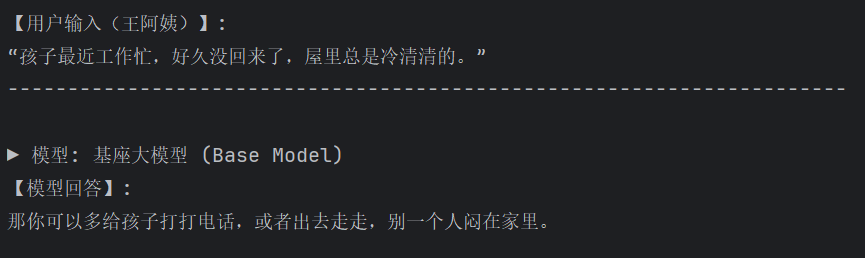 【用户输入（王阿姨）】:
“孩子最近工作忙，好久没回来了，屋里总是冷清清的。”
----------------------------------------------------------------------
▶ 模型: 基座大模型 (Base Model)
【模型回答】:
那你可以多给孩子打打电话，或者出去走走，别一个人闷在家里。